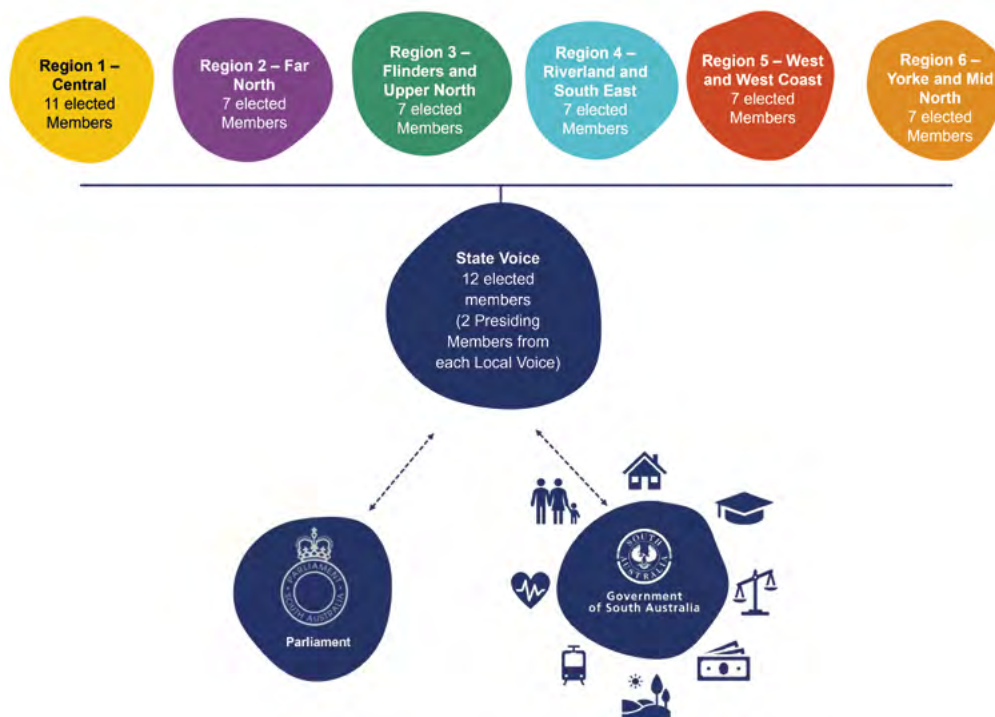 Region 1 –
Central
11 elected
Members
Region 2 – Far
North
7 elected
Members
Region 3 –
Flinders and
Upper North
7 elected
Members
Region 4 –
Riverland and
South East
7 elected
Members
Region 5 – West
and West Coast
7 elected
Members
Region 6 –
Yorke and Mid
North
7 elected
Members
State Voice
12 elected
members
(2 Presiding
Members from
each Local Voice)
PARLIAMENT
SOUTH AUSTRALIA
Parliament
SOUTH
AUSTRALIA
Government
of South Australia